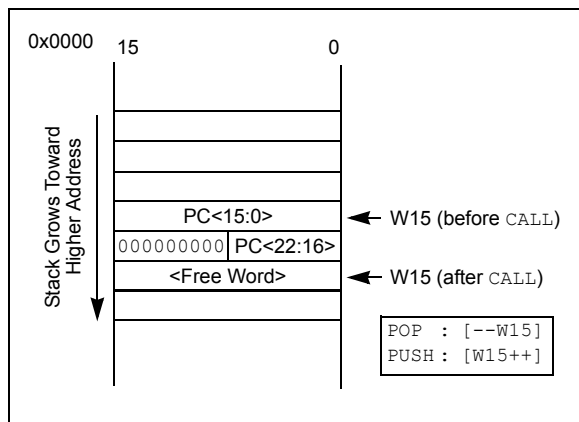 0x0000
15 0
Stack Grows Toward
Higher Address
PC<15:0>
W15 (before CALL)
000000000 PC<22:16>
<Free Word>
W15 (after CALL)
POP : [--W15]
PUSH : [W15++]